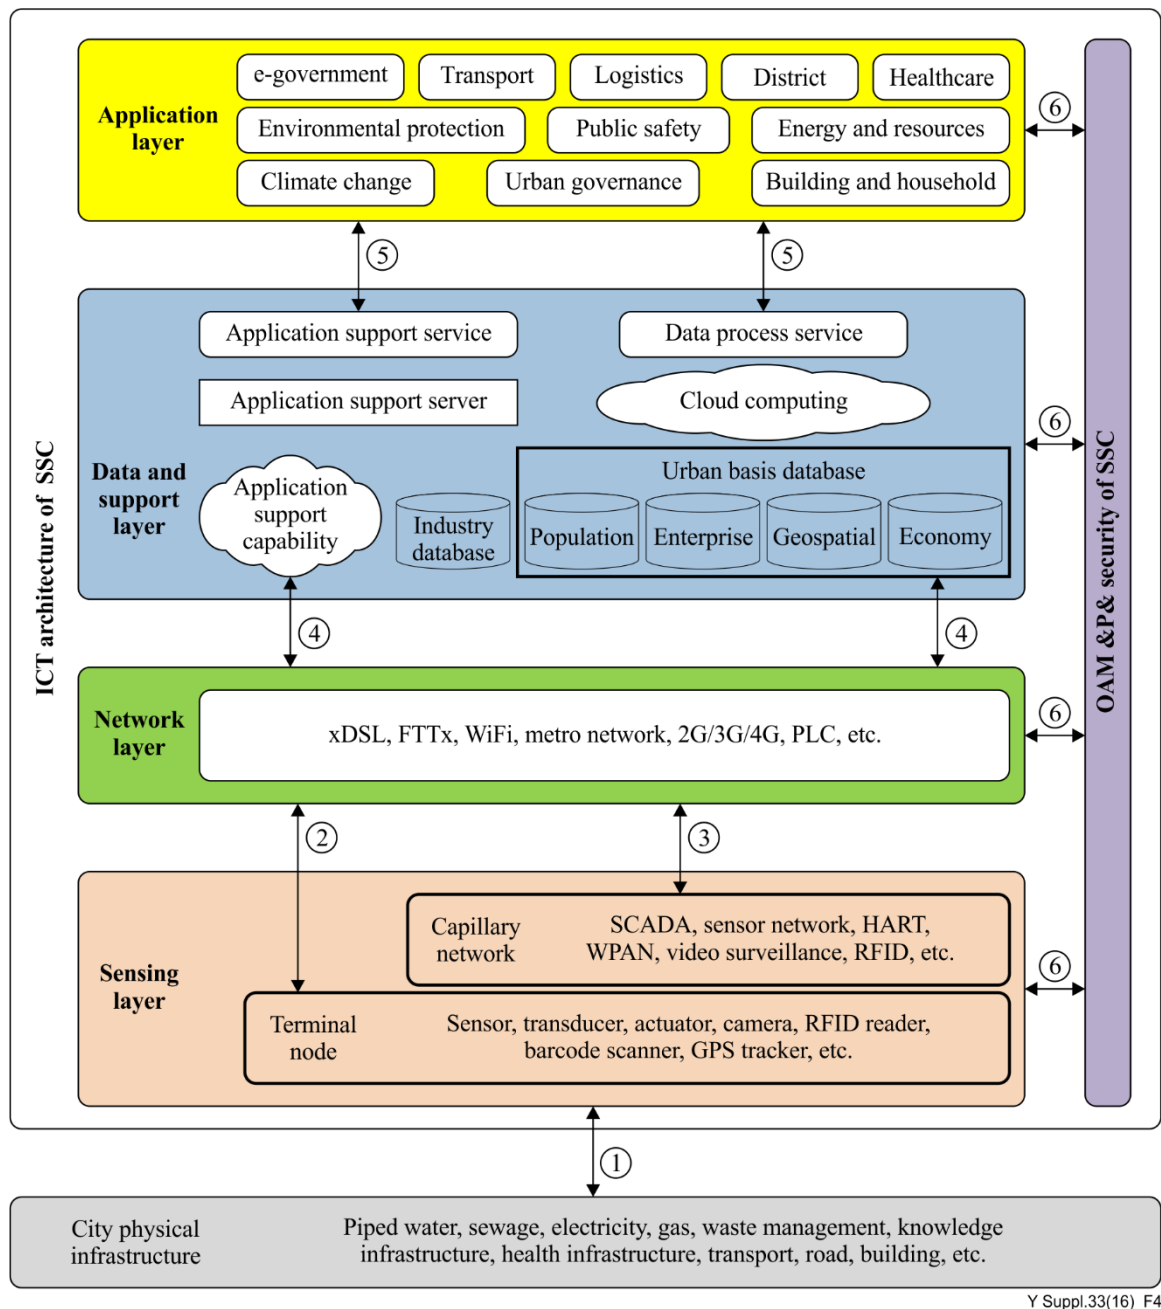 e-government
Transport
Logistics
District
Healthcare
Application
layer
Environmental protection
Public safety
Energy and resources
Climate change
Urban governance
Building and household
6
5
5
Application support service
Data process service
Application support server
Cloud computing
6
Data and
support
layer
Application
support
capability
Industry
database
Urban basis database
Population
Enterprise
Geospatial
Economy
ICT architecture of SSC
OAM &P& security of SSC
4
4
Network
layer
xDSL, FTTx, WiFi, metro network, 2G/3G/4G, PLC, etc.
6
2
3
Sensing
layer
Capillary
network
SCADA, sensor network, HART,
WPAN, video surveillance, RFID, etc.
6
Terminal
node
Sensor, transducer, actuator, camera, RFID reader,
barcode scanner, GPS tracker, etc.
1
City physical
infrastructure
Piped water, sewage, electricity, gas, waste management, knowledge
infrastructure, health infrastructure, transport, road, building, etc.
Y Suppl.33(16) F4